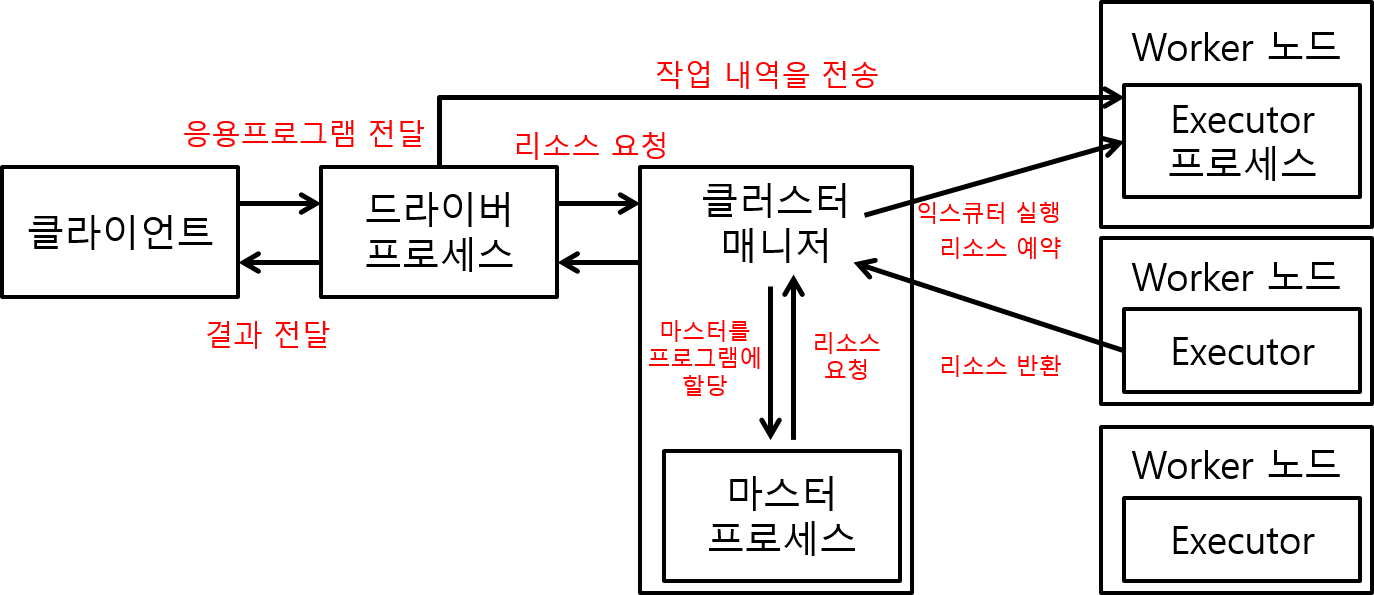 Worker 노드
작업 내역을 전송
Executor
프로세스
응용프로그램 전달
리소스 요청
클라이언트
드라이버
프로세스
클러스터
매니저
익스큐터 실행
리소스 예약
Worker 노드
Executor
결과 전달
마스터를
프로그램에
할당
리소스
요청
리소스 반환
Worker 노드
Executor
마스터
프로세스